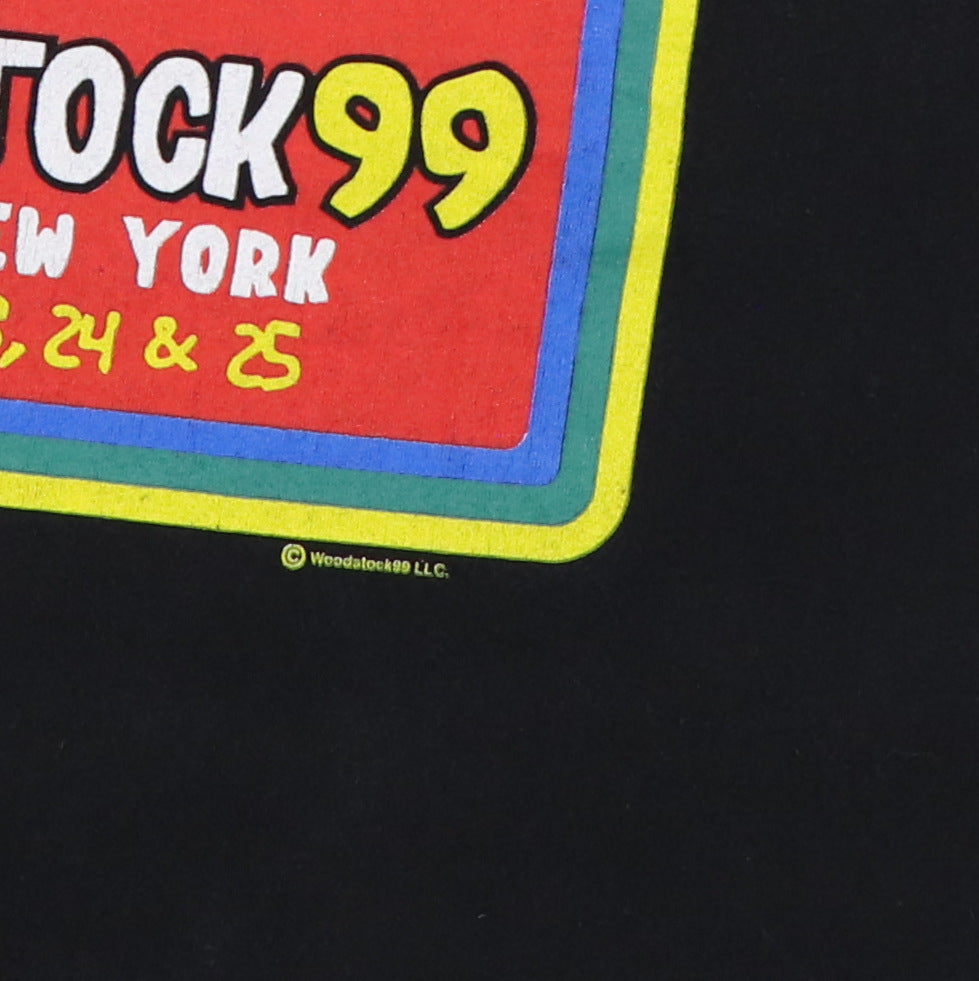 TOCK99
EW YORK
, 24 & 25
© Woodstock99 LLC.